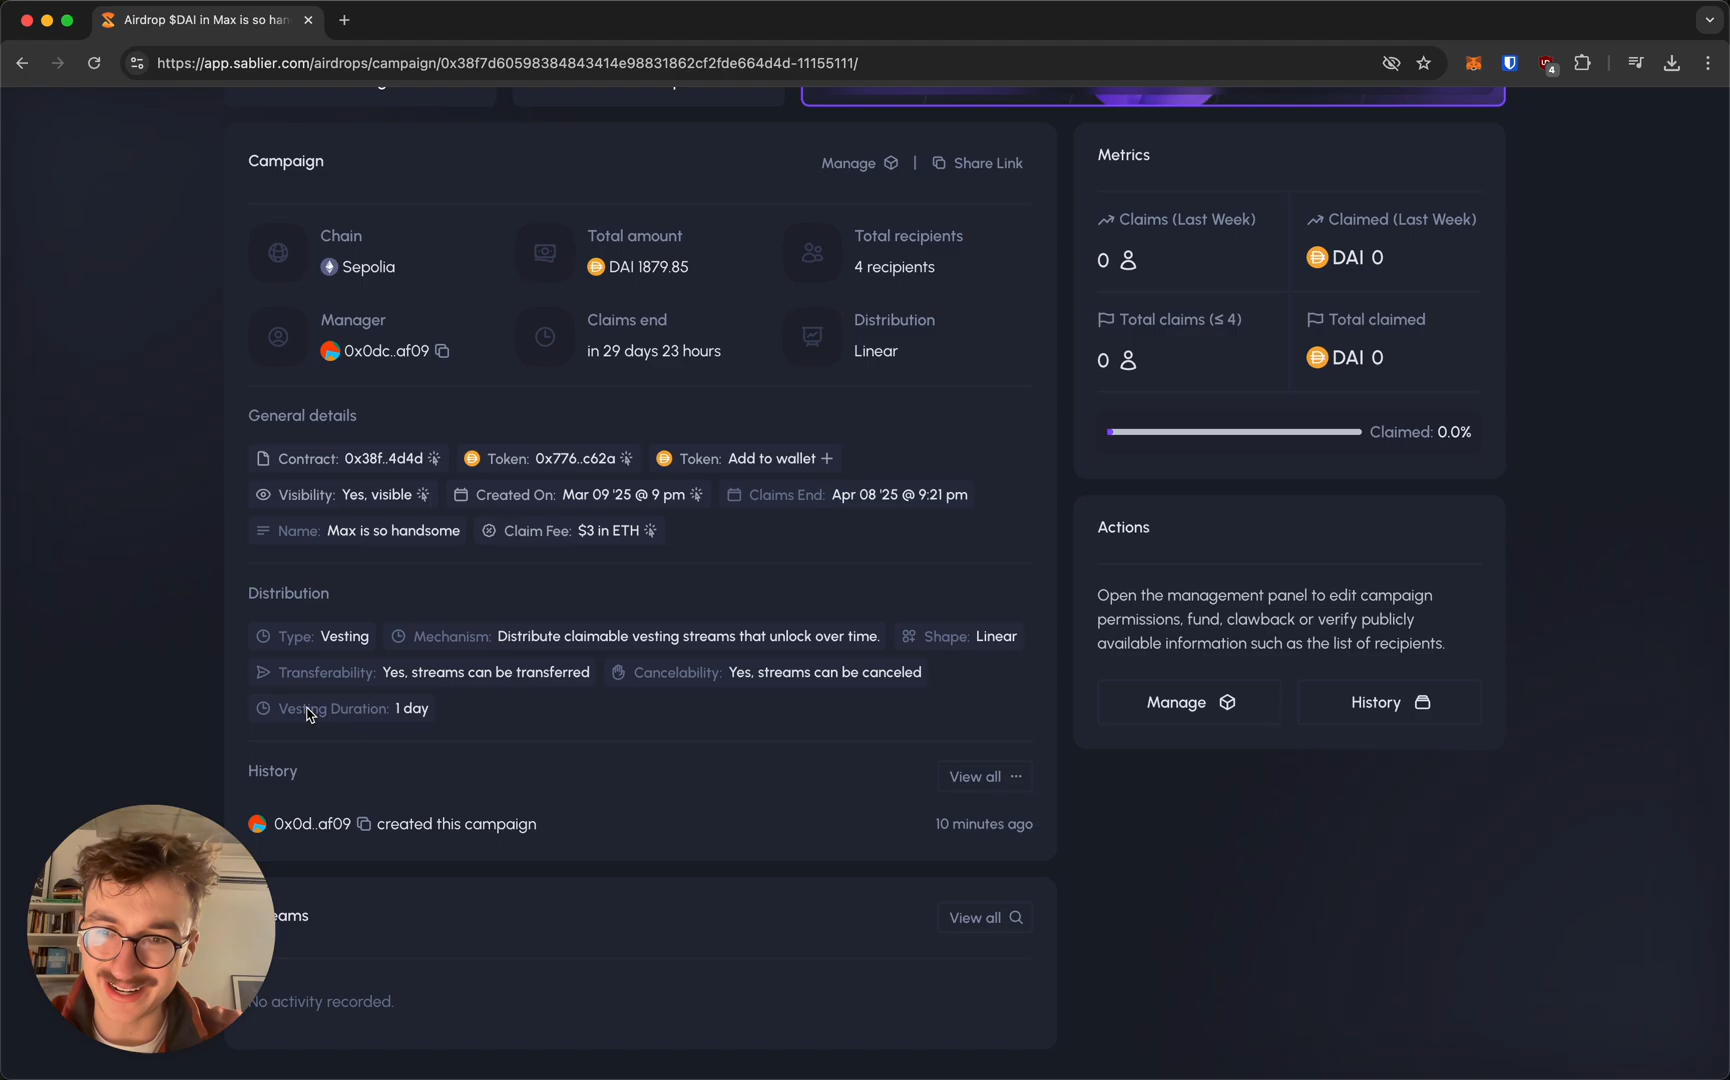 Airdrop $DAI in Max is so han
https://app.sablier.com/airdrops/campaign/0x38f7d60598384843414e98831862cf2fde664d4d-11155111/
4
Campaign
Manage | Share Link
Chain
Sepolia
Total amount
DAI 1879.85
Total recipients
4 recipients
Manager
0x0dc..af09
Claims end
in 29 days 23 hours
Distribution
Linear
General details
Contract: 0x38f..4d4d Token: 0x776..c62a Token: Add to wallet
Visibility: Yes, visible Created On: Mar 09 '25 @ 9 pm Claims End: Apr 08 '25 @ 9:21 pm
Name: Max is so handsome Claim Fee: $3 in ETH
Distribution
Type: Vesting Mechanism: Distribute claimable vesting streams that unlock over time. Shape: Linear
Transferability: Yes, streams can be transferred Cancelability: Yes, streams can be canceled
Vesting Duration: 1 day
History
View all
0x0d..af09 created this campaign 10 minutes ago
eams
View all
No activity recorded.
Metrics
Claims (Last Week)
0
Claimed (Last Week)
DAI 0
Total claims (≤ 4)
0
Total claimed
DAI 0
Claimed: 0.0%
Actions
Open the management panel to edit campaign
permissions, fund, clawback or verify publicly
available information such as the list of recipients.
Manage
History